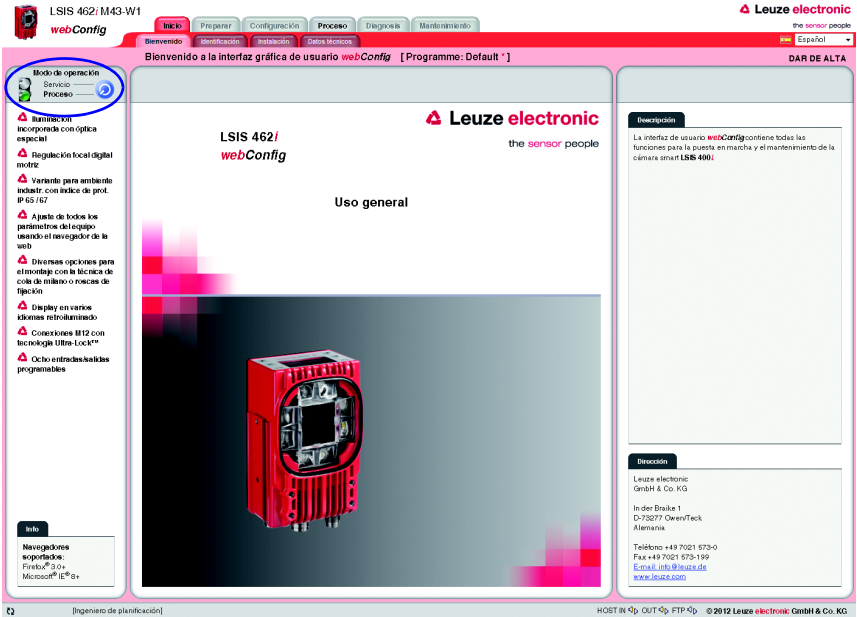 LSIS 462i M43-W1
webConfig
Leuze electronic
the sensor people
Inicio
Preparar
Configuración
Proceso
Diagnosis
Mantenimiento
Español
Bienvenido
Identificación
Instalación
Datos técnicos
Bienvenido a la interfaz gráfica de usuario webConfig [ Programme: Default * ]
DAR DE ALTA
Modo de operación
Servicio
Proceso
Iluminación
incorporada con óptica
especial
Regulación focal digital
motriz
Variante para ambiente
industr. con índice de prot.
IP 65 / 67
Ajuste de todos los
parámetros del equipo
usando el navegador de la
web
Diversas opciones para
el montaje con la técnica de
cola de milano o roscas de
fijación
Display en varios
idiomas retroiluminado
Conexiones M12 con
tecnología Ultra-Lock™
Ocho entradas/salidas
programables
Info
Navegadores
soportados:
Firefox® 3.0+
Microsoft® IE® 8+
LSIS 462i
webConfig
Leuze electronic
the sensor people
Uso general
Descripción
La interfaz de usuario webConfig contiene todas las
funciones para la puesta en marcha y el mantenimiento de la
cámara smart LSIS 400i.
Dirección
Leuze electronic
GmbH & Co. KG
In der Braike 1
D-73277 Owen/Teck
Alemania
Teléfono +49 7021 573-0
Fax +49 7021 573-199
E-mail: info@leuze.de
www.leuze.com
[Ingeniero de planificación]
HOST IN OUT FTP © 2012 Leuze electronic GmbH & Co. KG